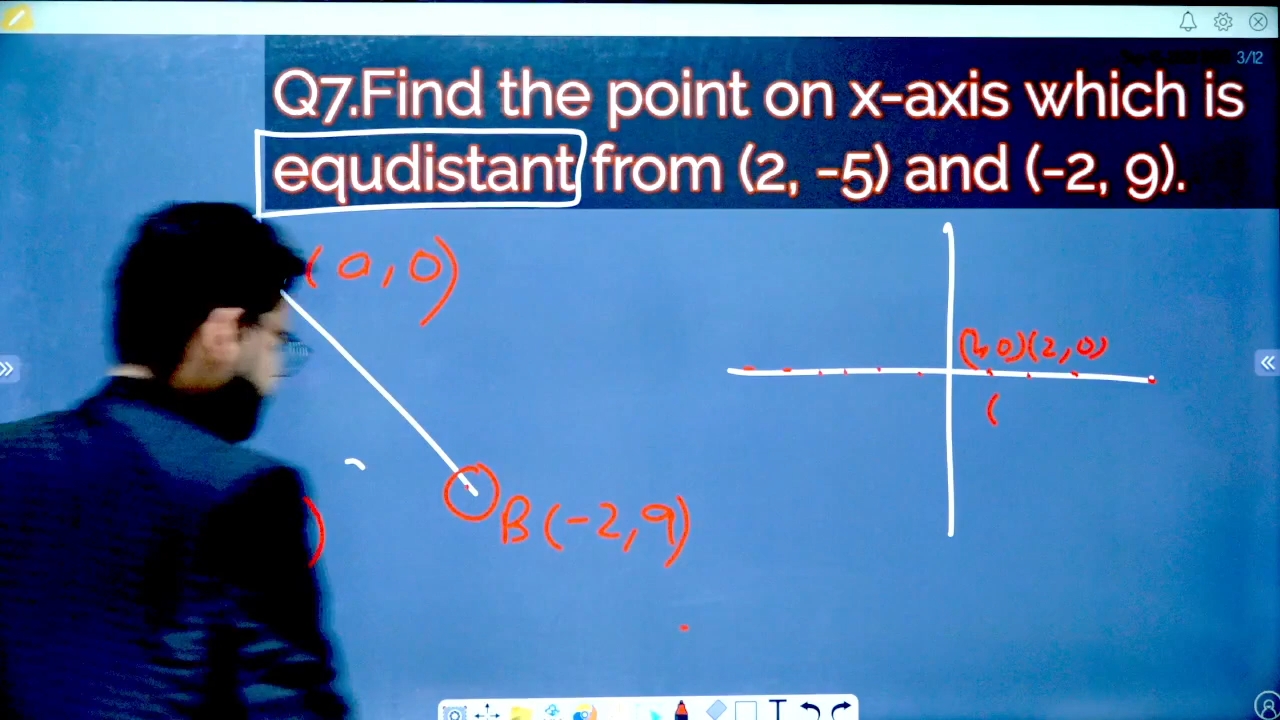 3/12
Q7.Find the point on x-axis which is
equdistant from (2, -5) and (-2, 9).
(a, 0)
0) (2, 0)
(
B(-2, 9)
)
T